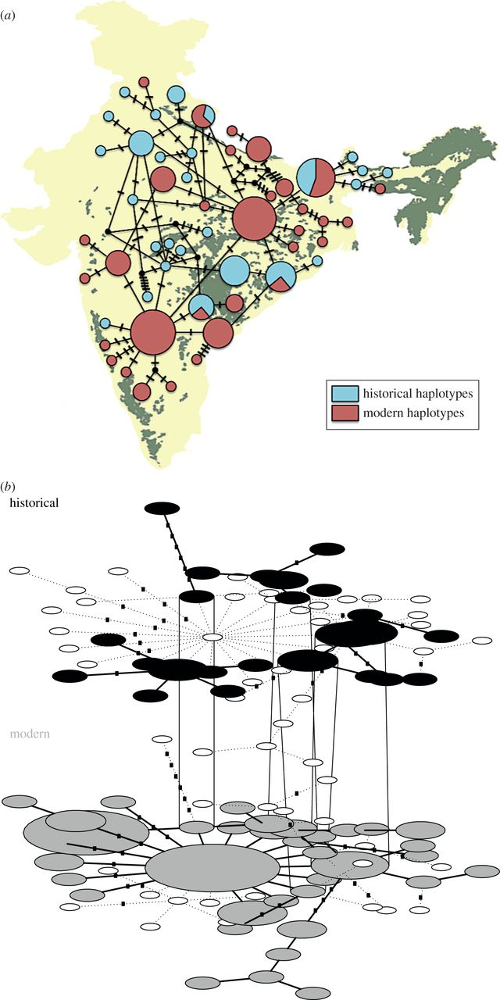 (a)
historical haplotypes
modern haplotypes
(b)
historical
modern